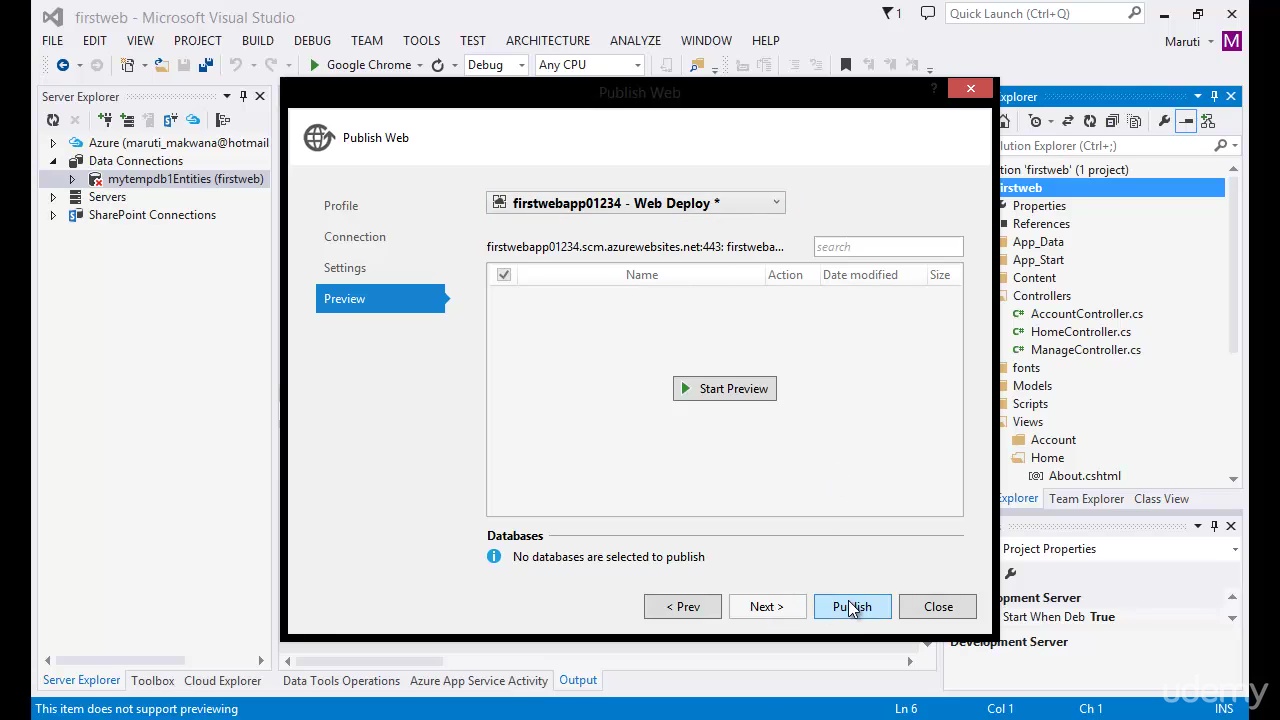 firstweb - Microsoft Visual Studio
1
Quick Launch (Ctrl+Q)
FILE EDIT VIEW PROJECT BUILD DEBUG TEAM TOOLS TEST ARCHITECTURE ANALYZE WINDOW HELP
Maruti M
Google Chrome Debug Any CPU
Server Explorer
Azure (maruti_makwana@hotmail
Data Connections
mytempdb1Entities (firstweb)
Servers
SharePoint Connections
Publish Web
?
Publish Web
Profile
Connection
Settings
Preview
firstwebapp01234 - Web Deploy *
firstwebapp01234.scm.azurewebsites.net:443: firstweba...
search
Name Action Date modified Size
Start Preview
Databases
No databases are selected to publish
< Prev Next > Publish Close
xplorer
lution Explorer (Ctrl+;)
tion 'firstweb' (1 project)
irstweb
Properties
References
App_Data
App_Start
Content
Controllers
C# AccountController.cs
C# HomeController.cs
C# ManageController.cs
fonts
Models
Scripts
Views
Account
Home
[@] About.cshtml
Explorer Team Explorer Class View
Project Properties
elopment Server
Start When Deb True
Development Server
Server Explorer Toolbox Cloud Explorer
Data Tools Operations Azure App Service Activity Output
This item does not support previewing
Ln 6 Col 1 Ch 1 INS
udemy